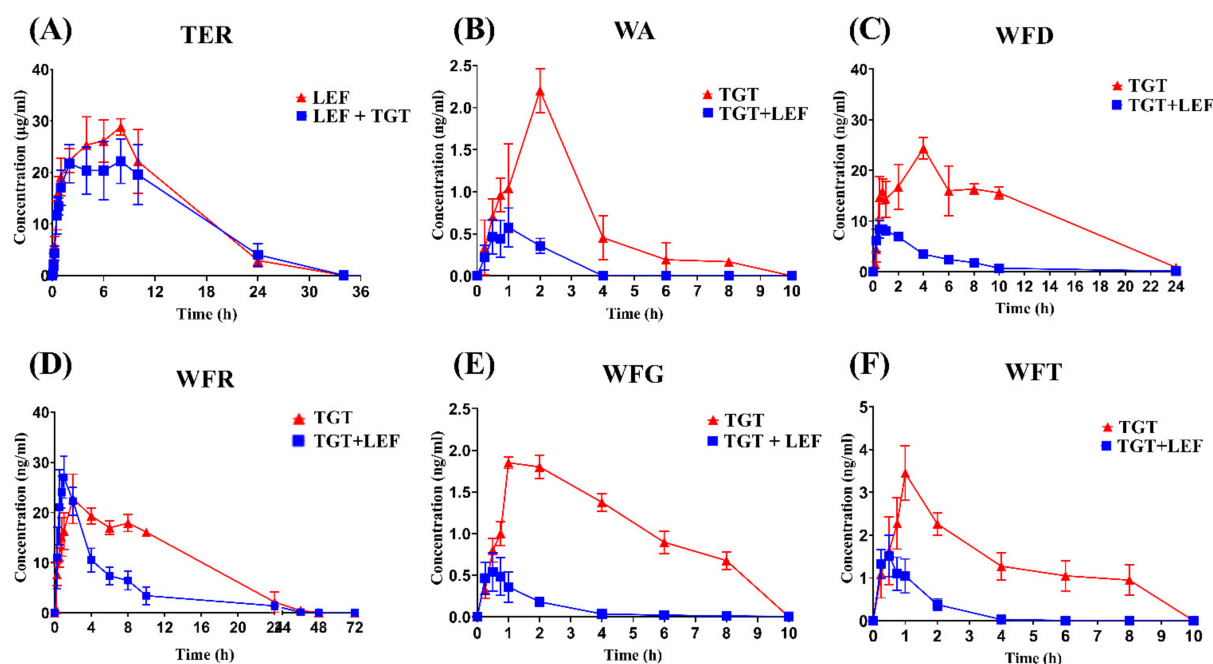 (A)
TER
Concentration (μg/ml)
40
30
20
10
0
LEF
LEF + TGT
0 6 12 18 24 30 36
Time (h)
(B)
WA
Concentration (ng/ml)
2.5
2.0
1.5
1.0
0.5
0.0
TGT
TGT+LEF
0 1 2 3 4 5 6 7 8 9 10
Time (h)
(C)
WFD
Concentration (ng/ml)
40
30
20
10
0
TGT
TGT+LEF
0 2 4 6 8 10 12 14 16 18 20 22 24
Time (h)
(D)
WFR
Concentration (ng/ml)
40
30
20
10
0
TGT
TGT+LEF
0 4 8 12 16 20 24 48 72
Time (h)
(E)
WFG
Concentration (ng/ml)
2.5
2.0
1.5
1.0
0.5
0.0
TGT
TGT + LEF
0 1 2 3 4 5 6 7 8 9 10
Time (h)
(F)
WFT
Concentration (ng/ml)
5
4
3
2
1
0
TGT
TGT+LEF
0 1 2 3 4 5 6 7 8 9 10
Time (h)